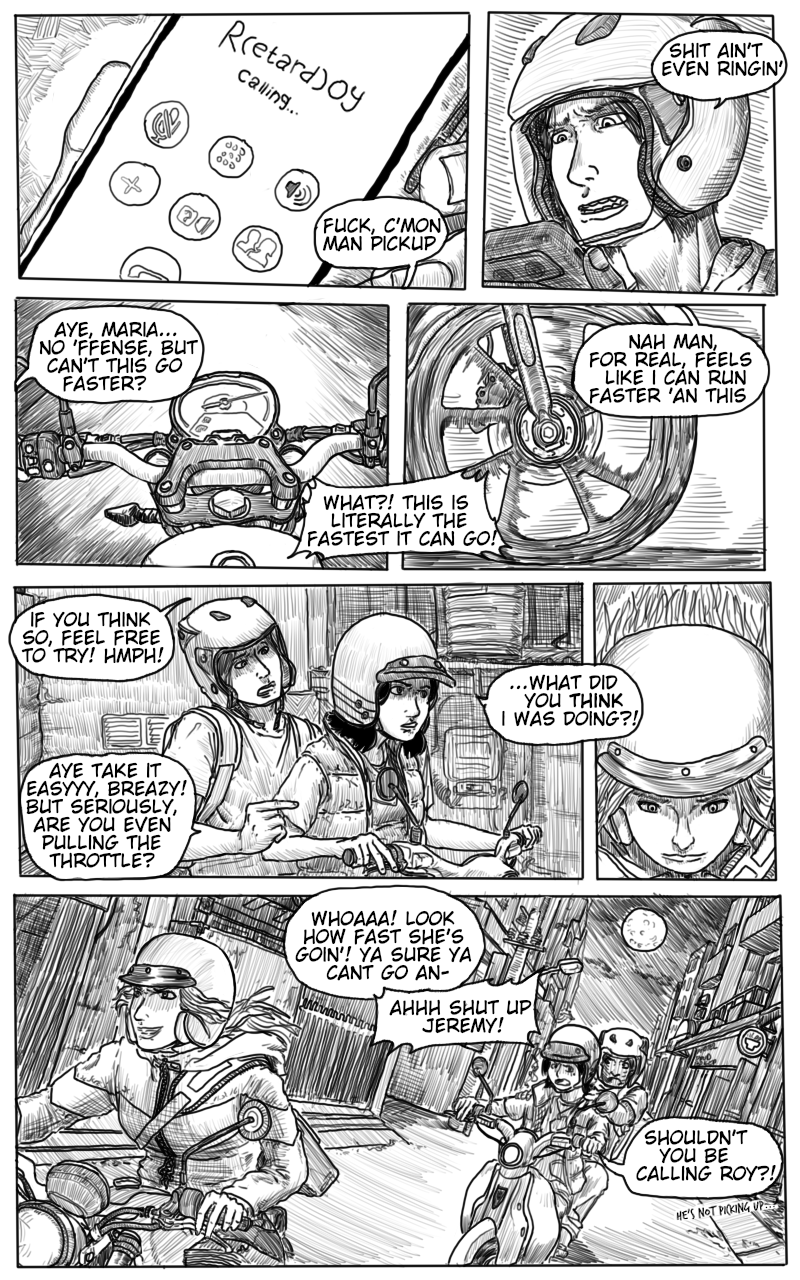 R(etard)oy
calling...
FUCK, C'MON
MAN PICKUP
SHIT AIN'T
EVEN RINGIN'
AYE, MARIA...
NO 'FFENSE, BUT
CAN'T THIS GO
FASTER?
NAH MAN,
FOR REAL, FEELS
LIKE I CAN RUN
FASTER 'AN THIS
WHAT?! THIS IS
LITERALLY THE
FASTEST IT CAN GO!
IF YOU THINK
SO, FEEL FREE
TO TRY! HMPH!
AYE TAKE IT
EASYYY, BREAZY!
BUT SERIOUSLY,
ARE YOU EVEN
PULLING THE
THROTTLE?
...WHAT DID
YOU THINK
I WAS DOING?!
WHOAAA! LOOK
HOW FAST SHE'S
GOIN'! YA SURE YA
CANT GO AN-
AHHH SHUT UP
JEREMY!
SHOULDN'T
YOU BE
CALLING ROY?!
HE'S NOT PICKING UP...